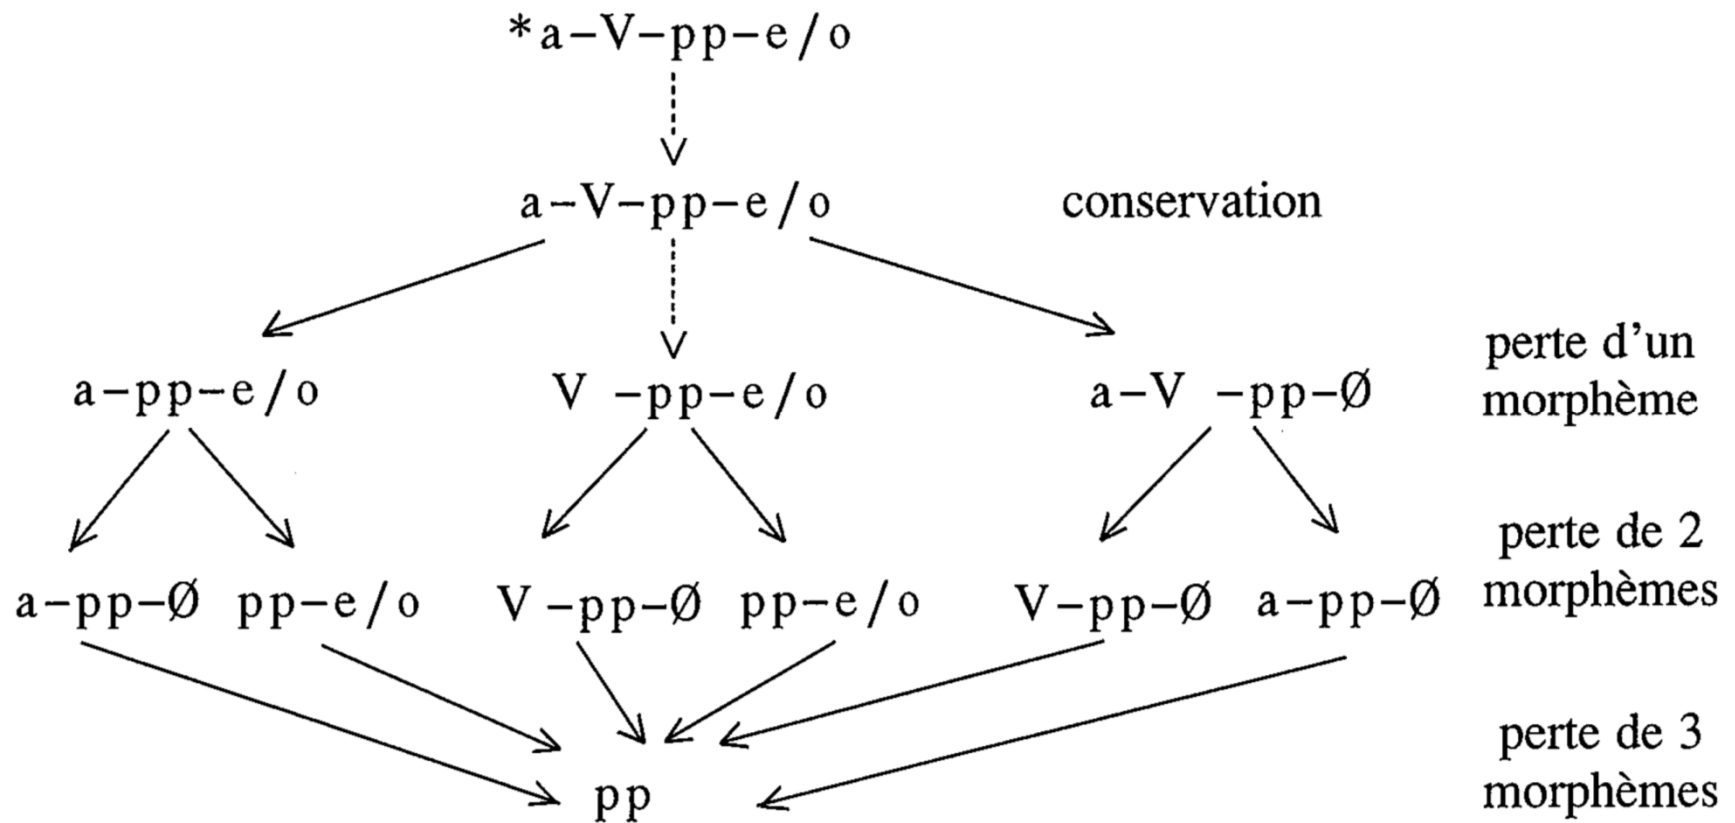 *a–V–pp–e/o
a–V–pp–e/o conservation
perte d'un
a–pp–e/o V –pp–e/o a–V –pp–Ø morphème
perte de 2
a–pp–Ø pp–e/o V –pp–Ø pp–e/o V–pp–Ø a–pp–Ø morphèmes
perte de 3
pp morphèmes